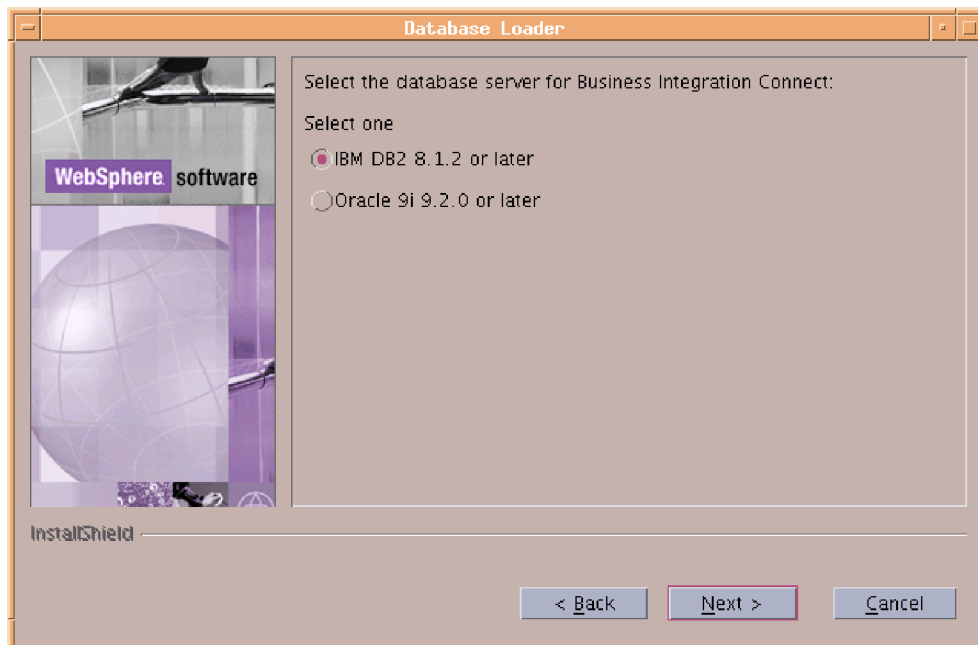 Database Loader
WebSphere software
Select the database server for Business Integration Connect:
Select one
IBM DB2 8.1.2 or later
Oracle 9i 9.2.0 or later
InstallShield
< Back
Next >
Cancel